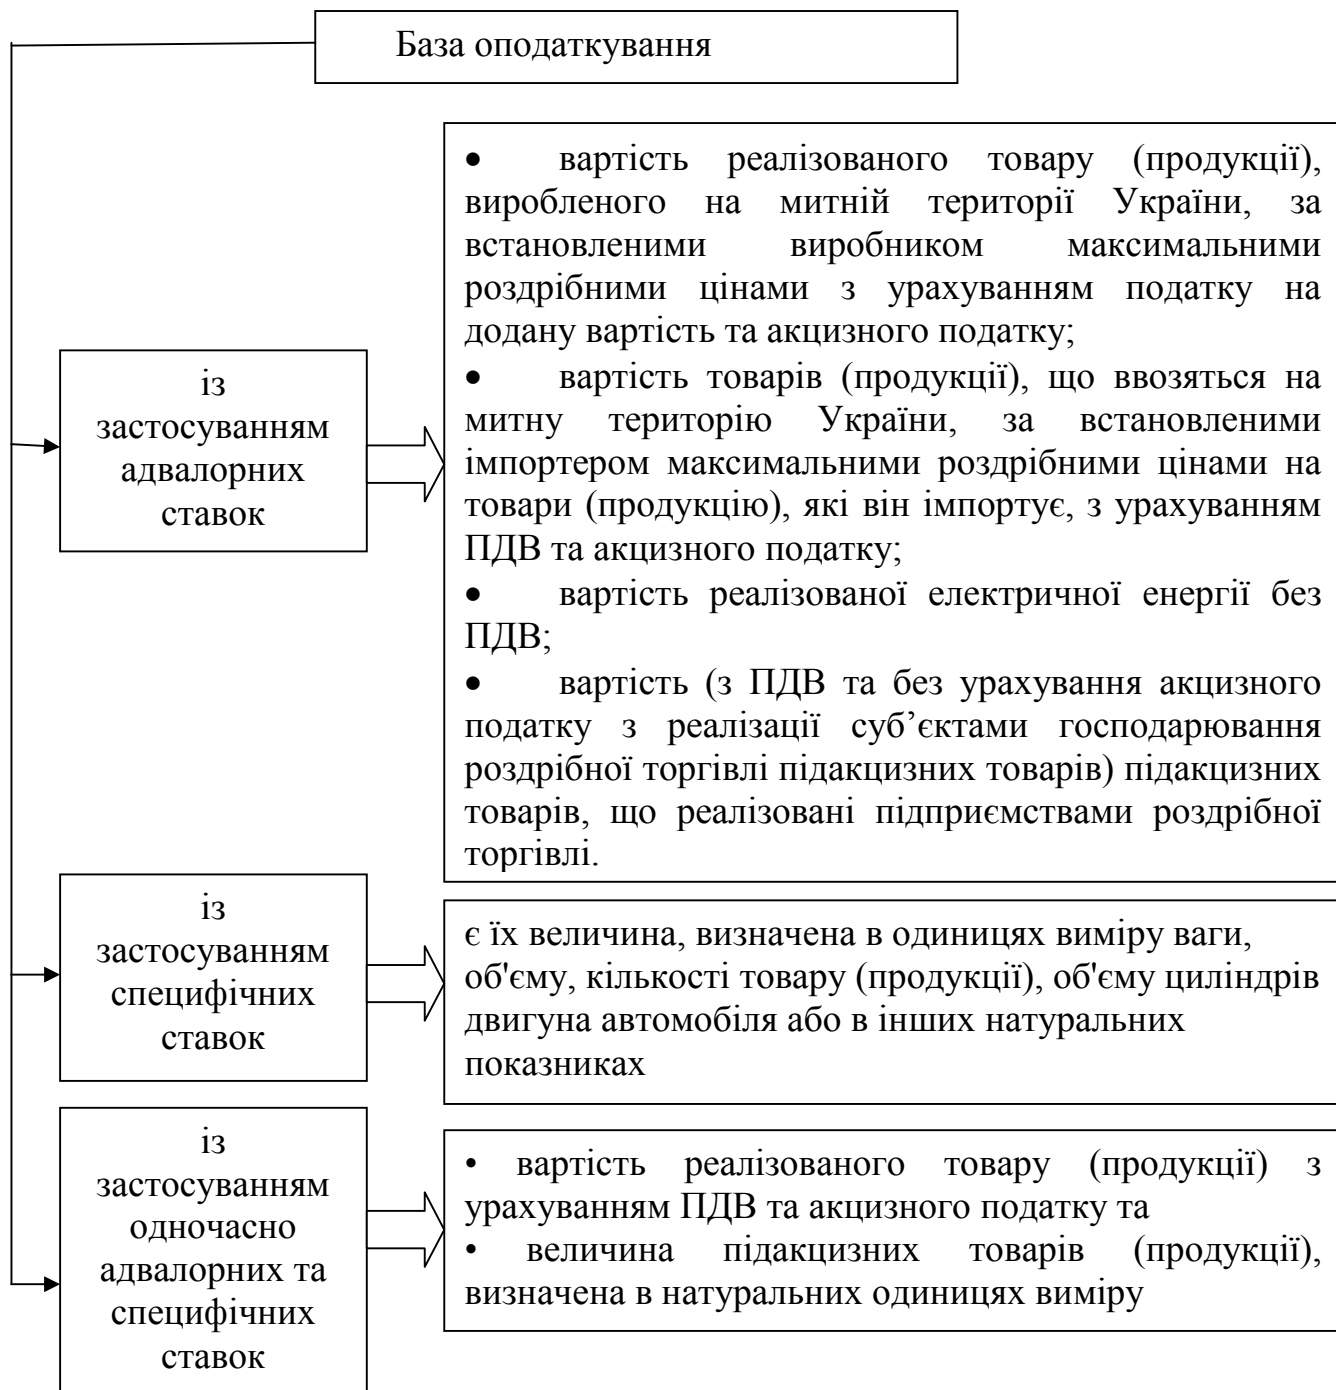 База оподаткування
•	вартість реалізованого товару (продукції),
виробленого на митній території України, за
встановленими виробником максимальними
роздрібними цінами з урахуванням податку на
додану вартість та акцизного податку;
•	вартість товарів (продукції), що ввозяться на
митну територію України, за встановленими
імпортером максимальними роздрібними цінами на
товари (продукцію), які він імпортує, з урахуванням
ПДВ та акцизного податку;
•	вартість реалізованої електричної енергії без
ПДВ;
•	вартість (з ПДВ та без урахування акцизного
податку з реалізації суб’єктами господарювання
роздрібної торгівлі підакцизних товарів) підакцизних
товарів, що реалізовані підприємствами роздрібної
торгівлі.
із
застосуванням
адвалорних
ставок
із
застосуванням
специфічних
ставок
є їх величина, визначена в одиницях виміру ваги,
об'єму, кількості товару (продукції), об'єму циліндрів
двигуна автомобіля або в інших натуральних
показниках
із
застосуванням
одночасно
адвалорних та
специфічних
ставок
• вартість реалізованого товару (продукції) з
урахуванням ПДВ та акцизного податку та
• величина підакцизних товарів (продукції),
визначена в натуральних одиницях виміру